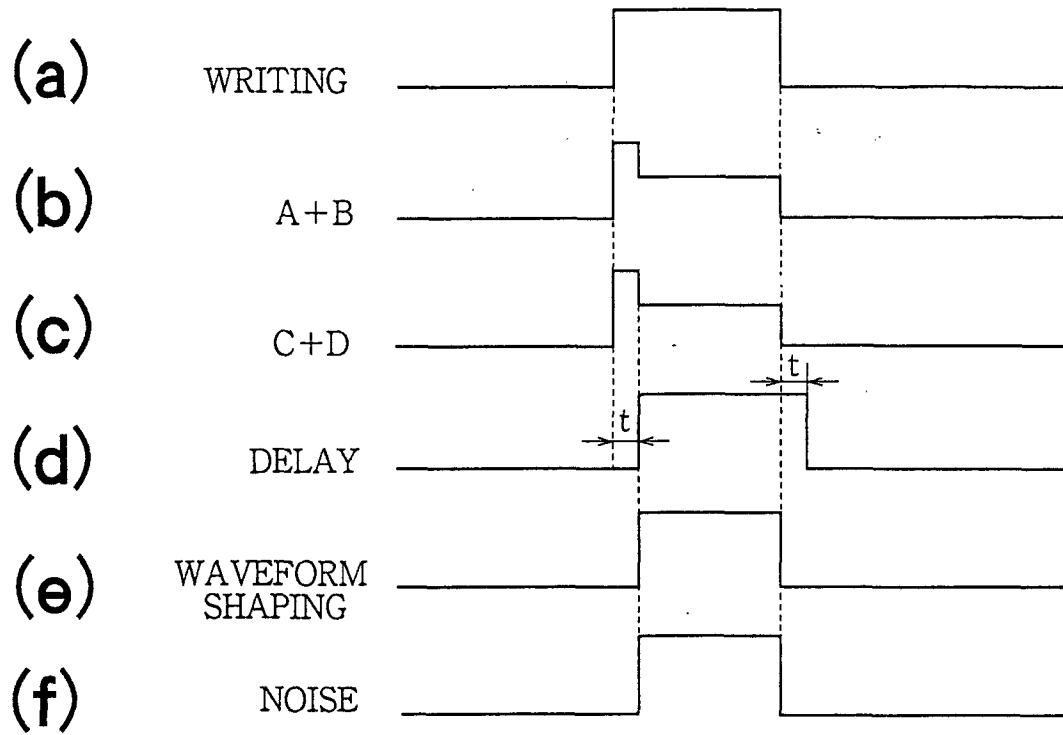 (a) WRITING
(b) A+B
(c) C+D
t
t
(d) DELAY
(e) WAVEFORM
SHAPING
(f) NOISE